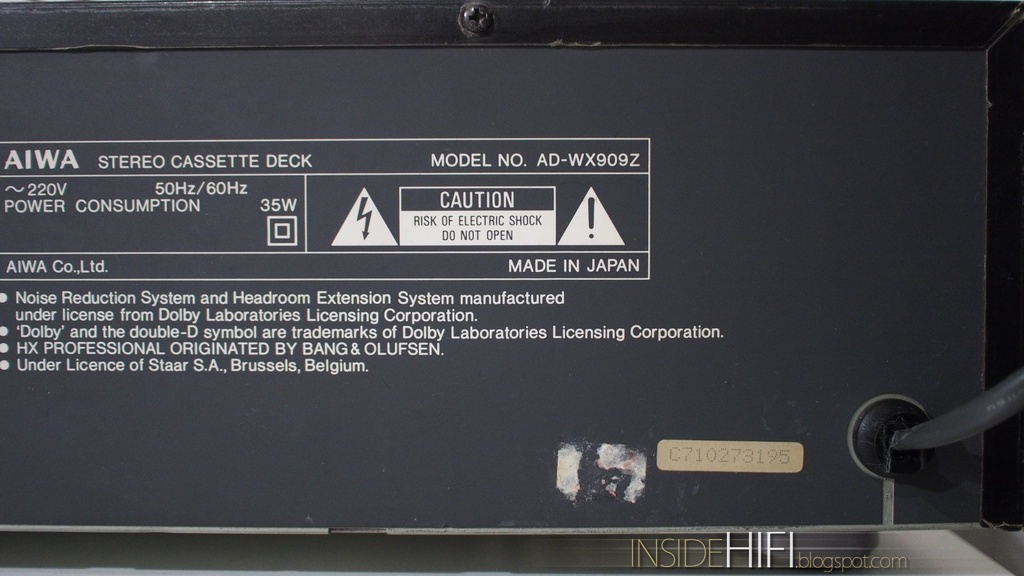 AIWA STEREO CASSETTE DECK MODEL NO. AD-WX909Z
~220V 50Hz/60Hz
POWER CONSUMPTION 35W
CAUTION
RISK OF ELECTRIC SHOCK
DO NOT OPEN
AIWA Co.,Ltd. MADE IN JAPAN
• Noise Reduction System and Headroom Extension System manufactured
under license from Dolby Laboratories Licensing Corporation.
• 'Dolby' and the double-D symbol are trademarks of Dolby Laboratories Licensing Corporation.
• HX PROFESSIONAL ORIGINATED BY BANG & OLUFSEN.
• Under Licence of Staar S.A., Brussels, Belgium.
C710273195
INSIDEHIFI.blogspot.com